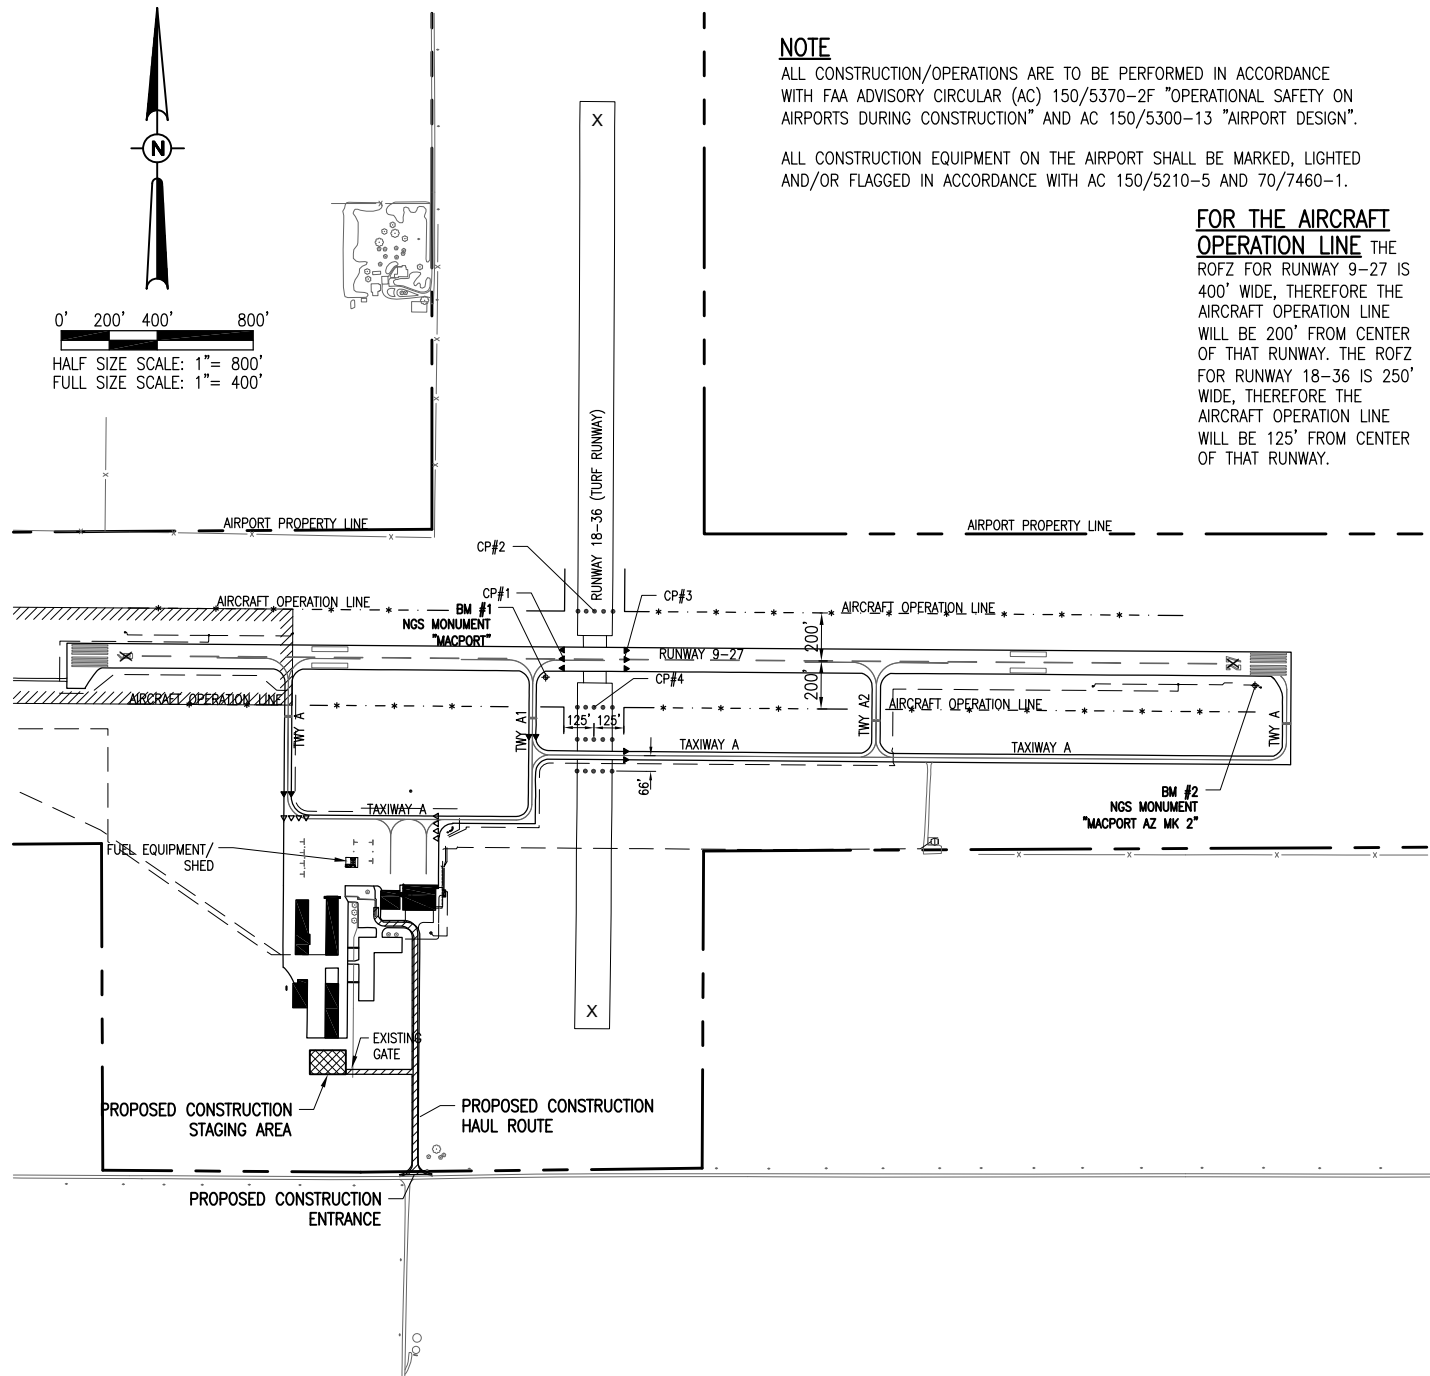 NOTE
ALL CONSTRUCTION/OPERATIONS ARE TO BE PERFORMED IN ACCORDANCE
WITH FAA ADVISORY CIRCULAR (AC) 150/5370-2F "OPERATIONAL SAFETY ON
AIRPORTS DURING CONSTRUCTION" AND AC 150/5300-13 "AIRPORT DESIGN".
ALL CONSTRUCTION EQUIPMENT ON THE AIRPORT SHALL BE MARKED, LIGHTED
AND/OR FLAGGED IN ACCORDANCE WITH AC 150/5210-5 AND 70/7460-1.
FOR THE AIRCRAFT
OPERATION LINE THE
ROFZ FOR RUNWAY 9-27 IS
400' WIDE, THEREFORE THE
AIRCRAFT OPERATION LINE
WILL BE 200' FROM CENTER
OF THAT RUNWAY. THE ROFZ
FOR RUNWAY 18-36 IS 250'
WIDE, THEREFORE THE
AIRCRAFT OPERATION LINE
WILL BE 125' FROM CENTER
OF THAT RUNWAY.
N
0' 200' 400' 800'
HALF SIZE SCALE: 1"= 800'
FULL SIZE SCALE: 1"= 400'
X
RUNWAY 18-36 (TURF RUNWAY)
AIRPORT PROPERTY LINE
AIRPORT PROPERTY LINE
CP#2
CP#1
BM #1
NGS MONUMENT
"MACPORT"
CP#3
AIRCRAFT OPERATION LINE
AIRCRAFT OPERATION LINE
200'
200'
RUNWAY 9-27
CP#4
X
X
AIRCRAFT OPERATION LINE
AIRCRAFT OPERATION LINE
TWY A
TWY A1
125' 125'
TWY A2
TWY A
TAXIWAY A
TAXIWAY A
66'
TAXIWAY A
BM #2
NGS MONUMENT
"MACPORT AZ MK 2"
FUEL EQUIPMENT/
SHED
X
EXISTING
GATE
PROPOSED CONSTRUCTION
STAGING AREA
PROPOSED CONSTRUCTION
HAUL ROUTE
PROPOSED CONSTRUCTION
ENTRANCE